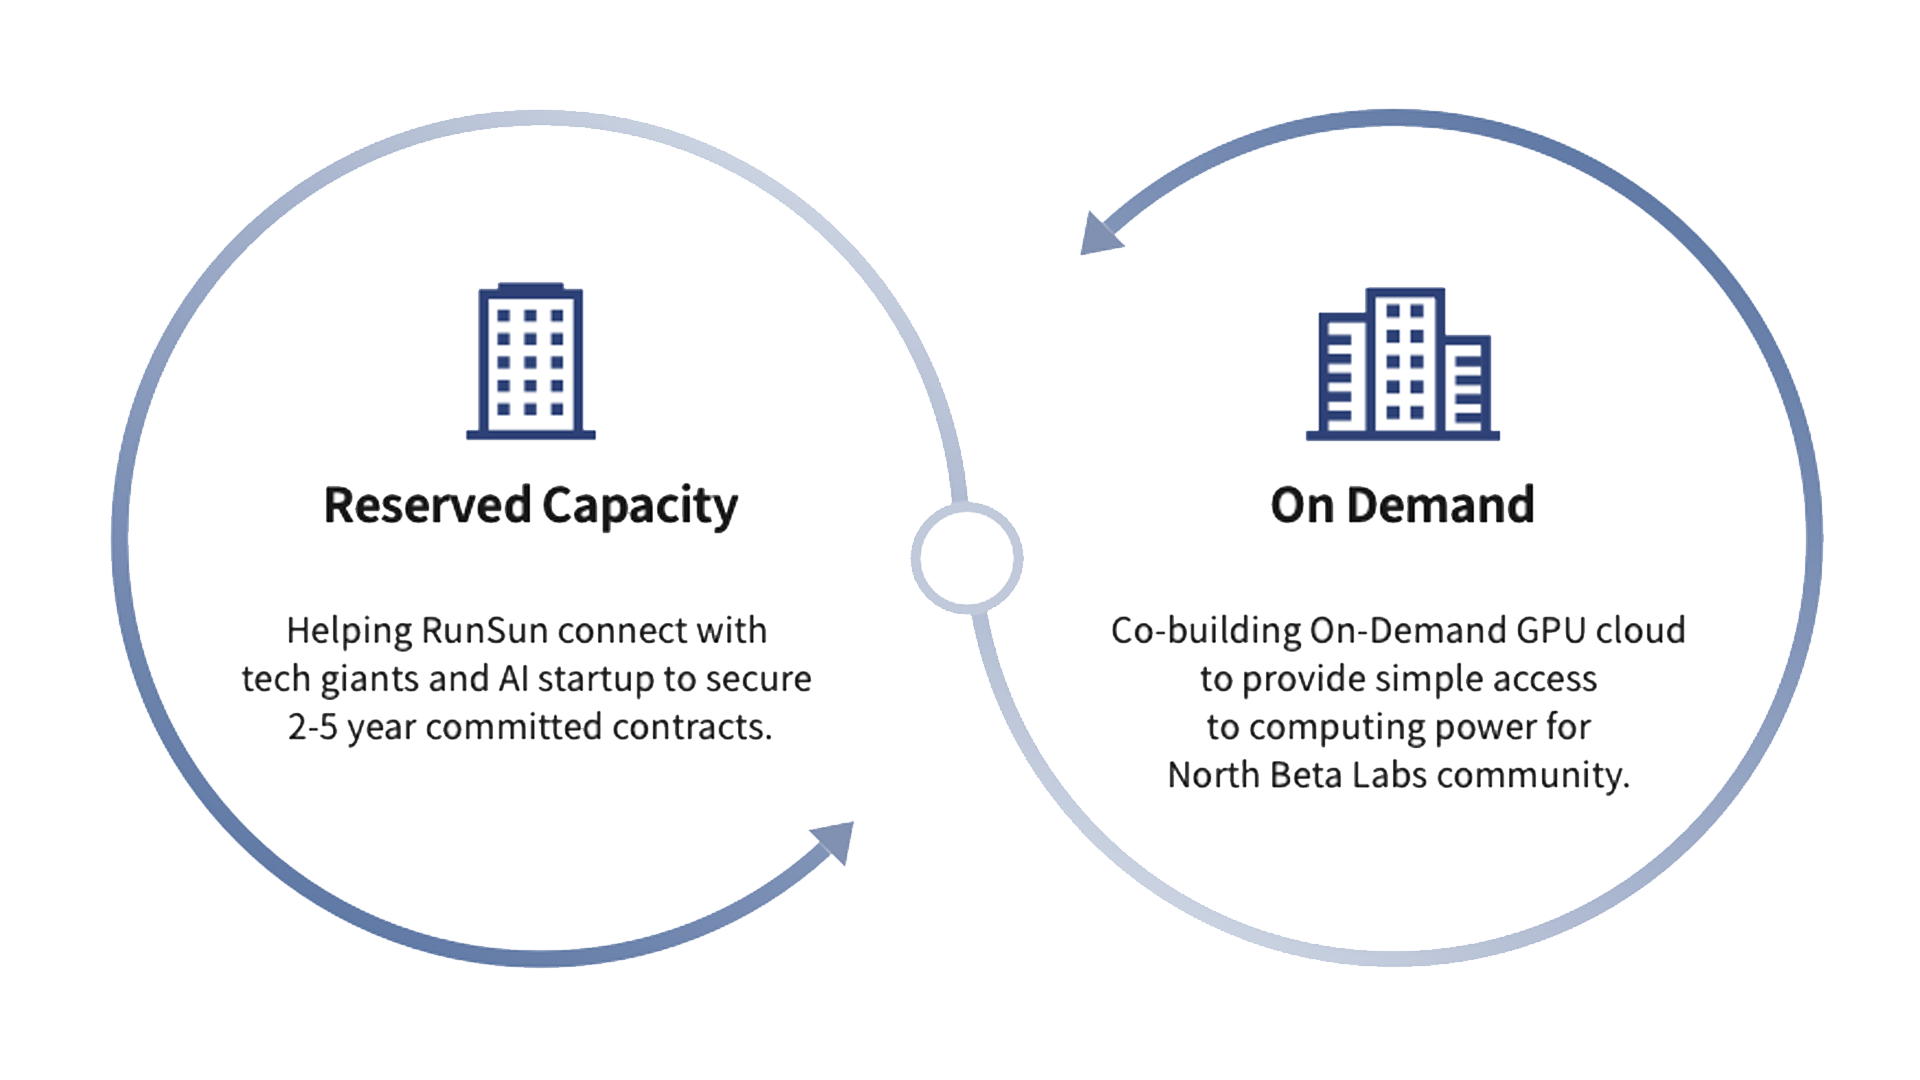 Reserved Capacity
Helping RunSun connect with
tech giants and AI startup to secure
2-5 year committed contracts.
On Demand
Co-building On-Demand GPU cloud
to provide simple access
to computing power for
North Beta Labs community.